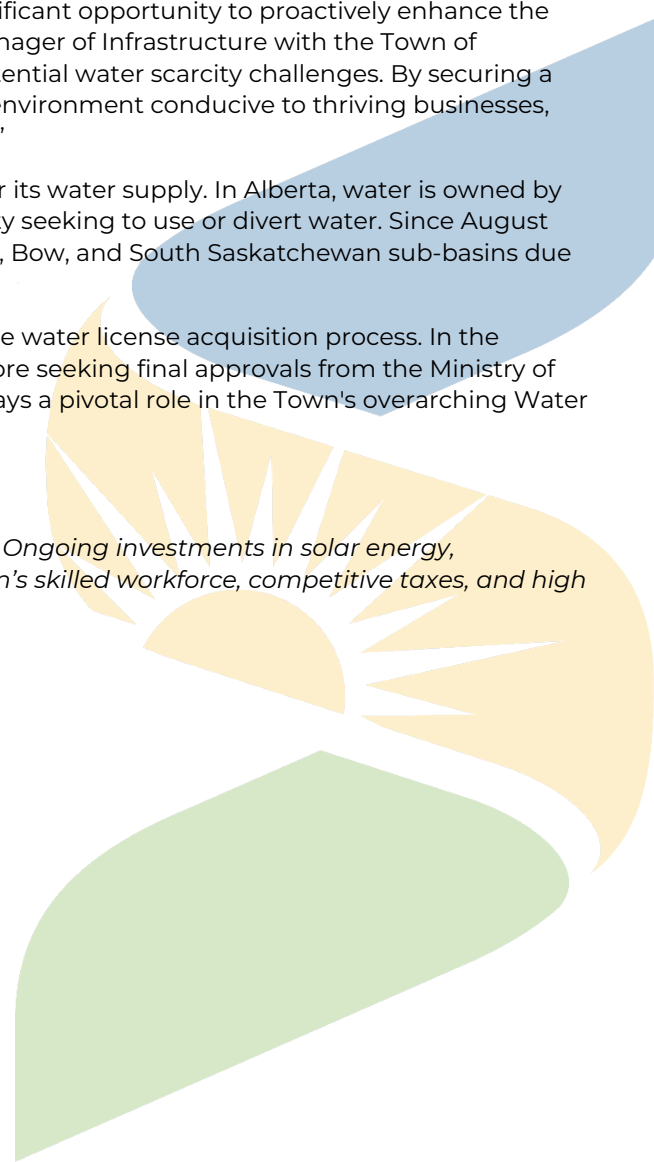 ificant opportunity to proactively enhance the
nager of Infrastructure with the Town of
ential water scarcity challenges. By securing a
environment conducive to thriving businesses,
”
r its water supply. In Alberta, water is owned by
ty seeking to use or divert water. Since August
, Bow, and South Saskatchewan sub-basins due
e water license acquisition process. In the
ore seeking final approvals from the Ministry of
ays a pivotal role in the Town's overarching Water
Ongoing investments in solar energy,
n’s skilled workforce, competitive taxes, and high